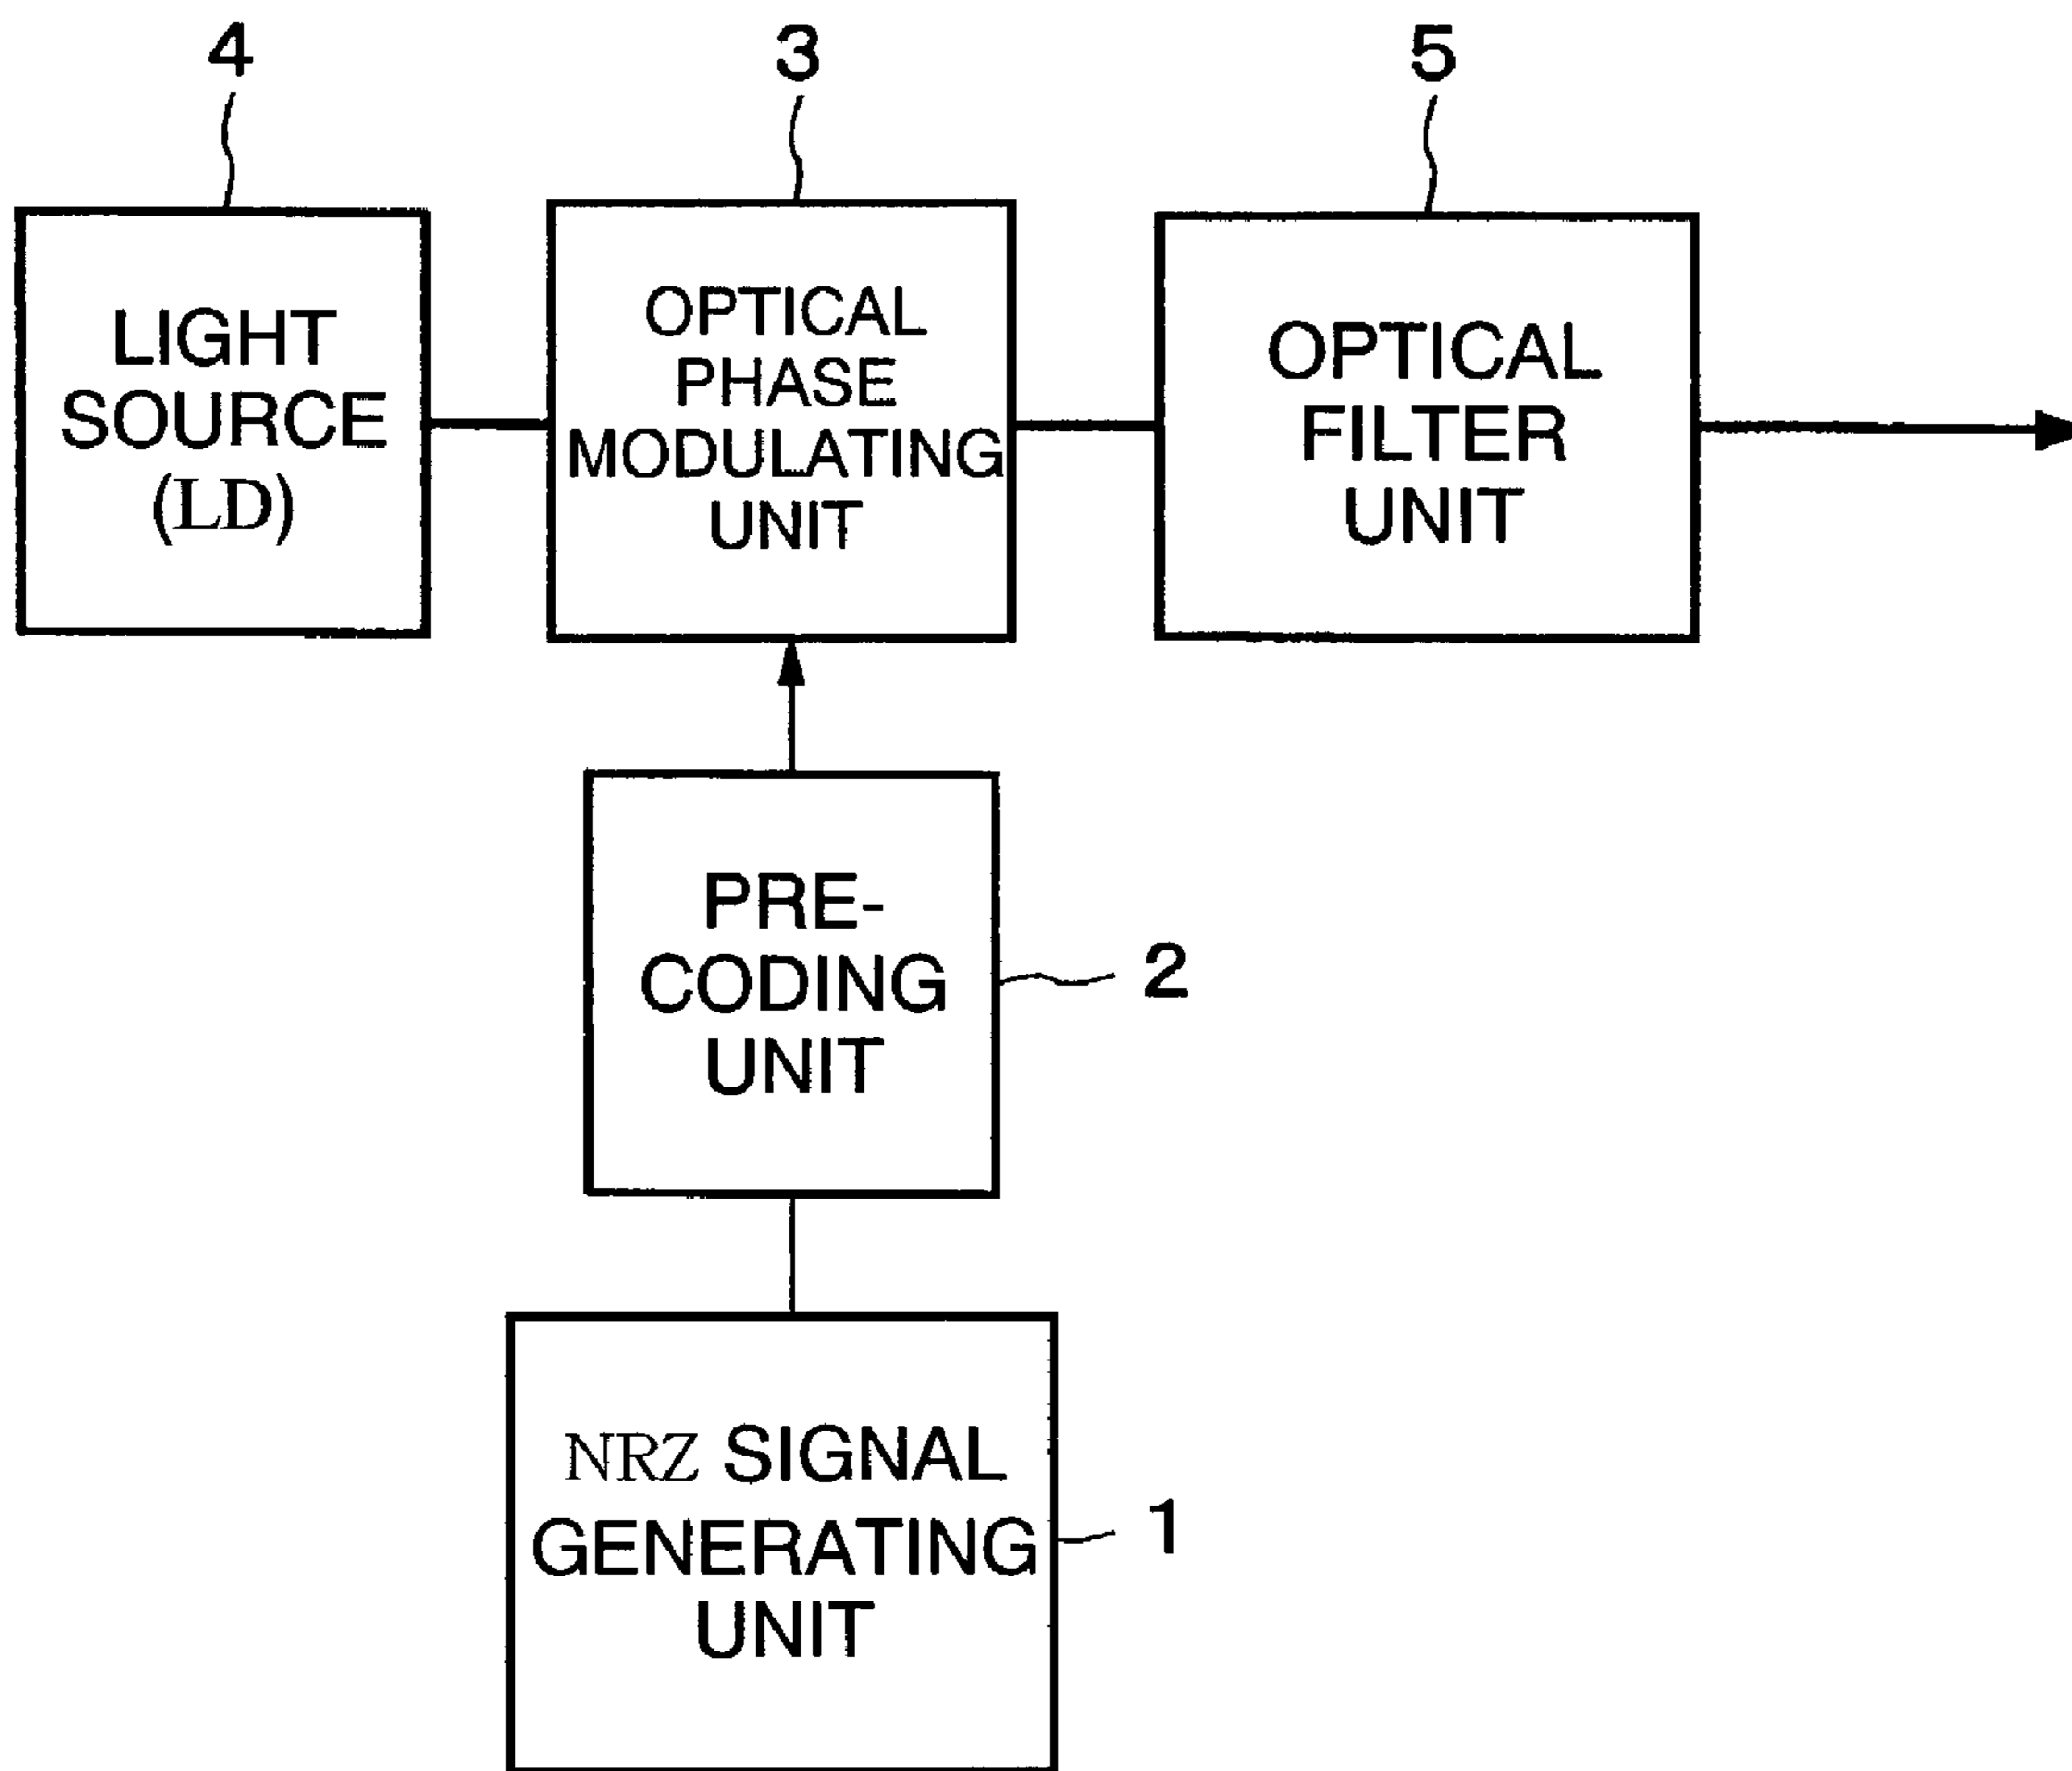 4
3
5
LIGHT
SOURCE
(LD)
OPTICAL
PHASE
MODULATING
UNIT
OPTICAL
FILTER
UNIT
PRE-
CODING
UNIT
2
NRZ SIGNAL
GENERATING
UNIT
1